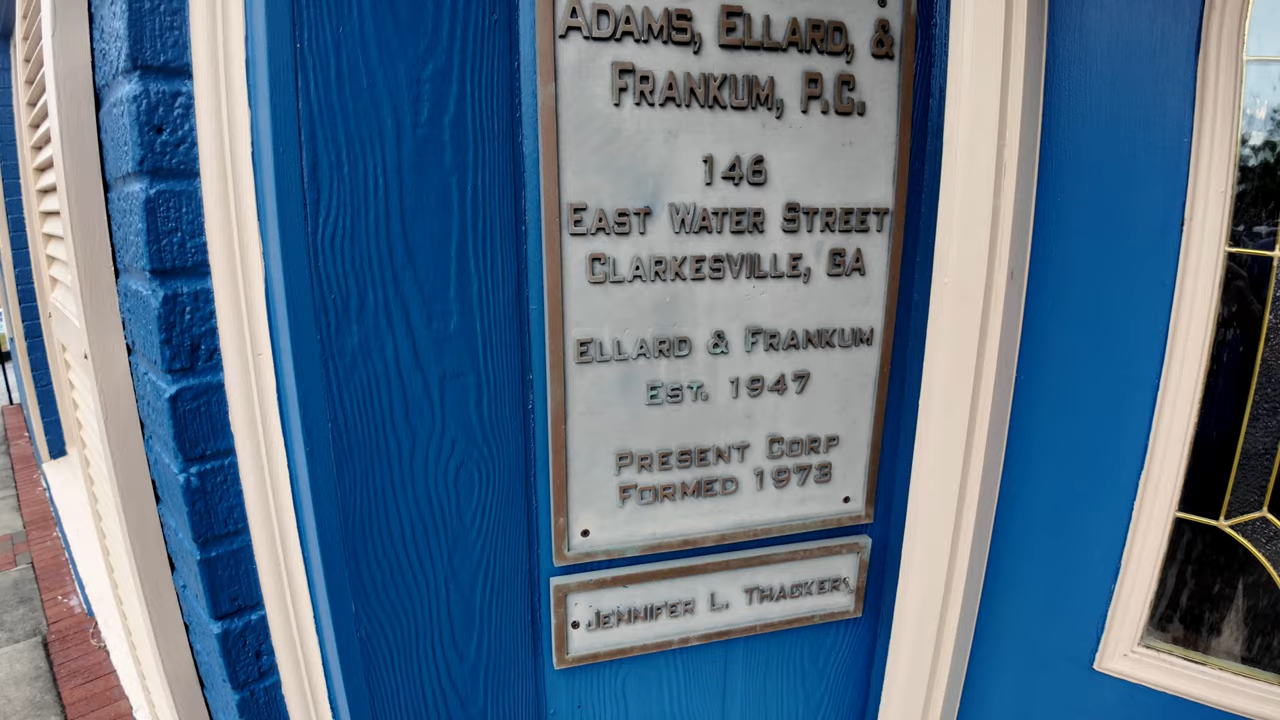 ADAMS, ELLARD, &
FRANKUM, P.C.
146
EAST WATER STREET
CLARKESVILLE, GA
ELLARD & FRANKUM
EST. 1947
PRESENT CORP
FORMED 1973
JENNIFER L. THACKER